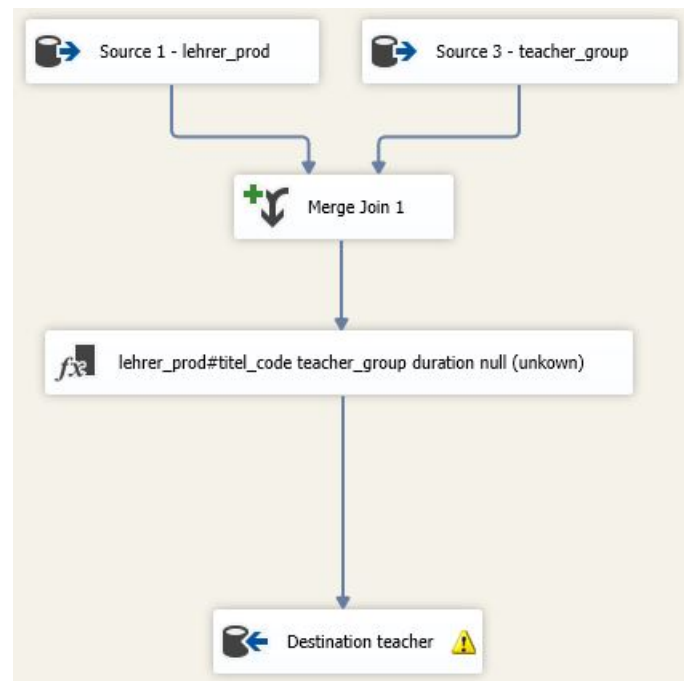 Source 1 - lehrer_prod
Source 3 - teacher_group
Merge Join 1
lehrer_prod#titel_code teacher_group duration null (unkown)
Destination teacher